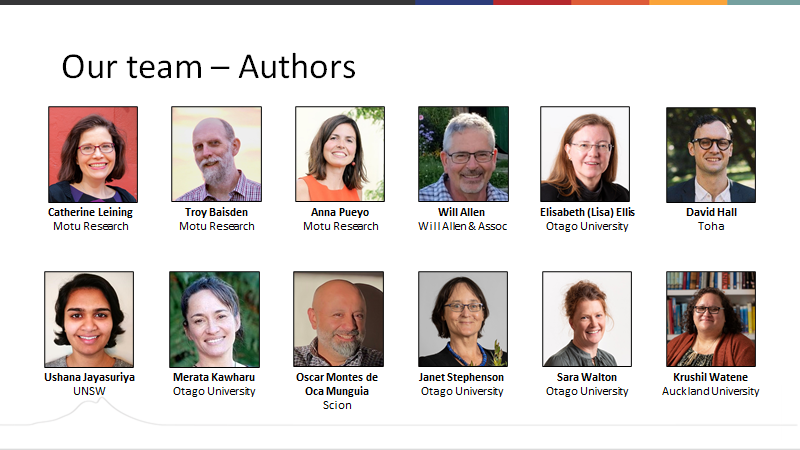 Our team – Authors
Catherine Leining
Motu Research
Troy Baisden
Motu Research
Anna Pueyo
Motu Research
Will Allen
Will Allen & Assoc
Elisabeth (Lisa) Ellis
Otago University
David Hall
Toha
Ushana Jayasuriya
UNSW
Merata Kawharu
Otago University
Oscar Montes de
Oca Munguia
Scion
Janet Stephenson
Otago University
Sara Walton
Otago University
Krushil Watene
Auckland University